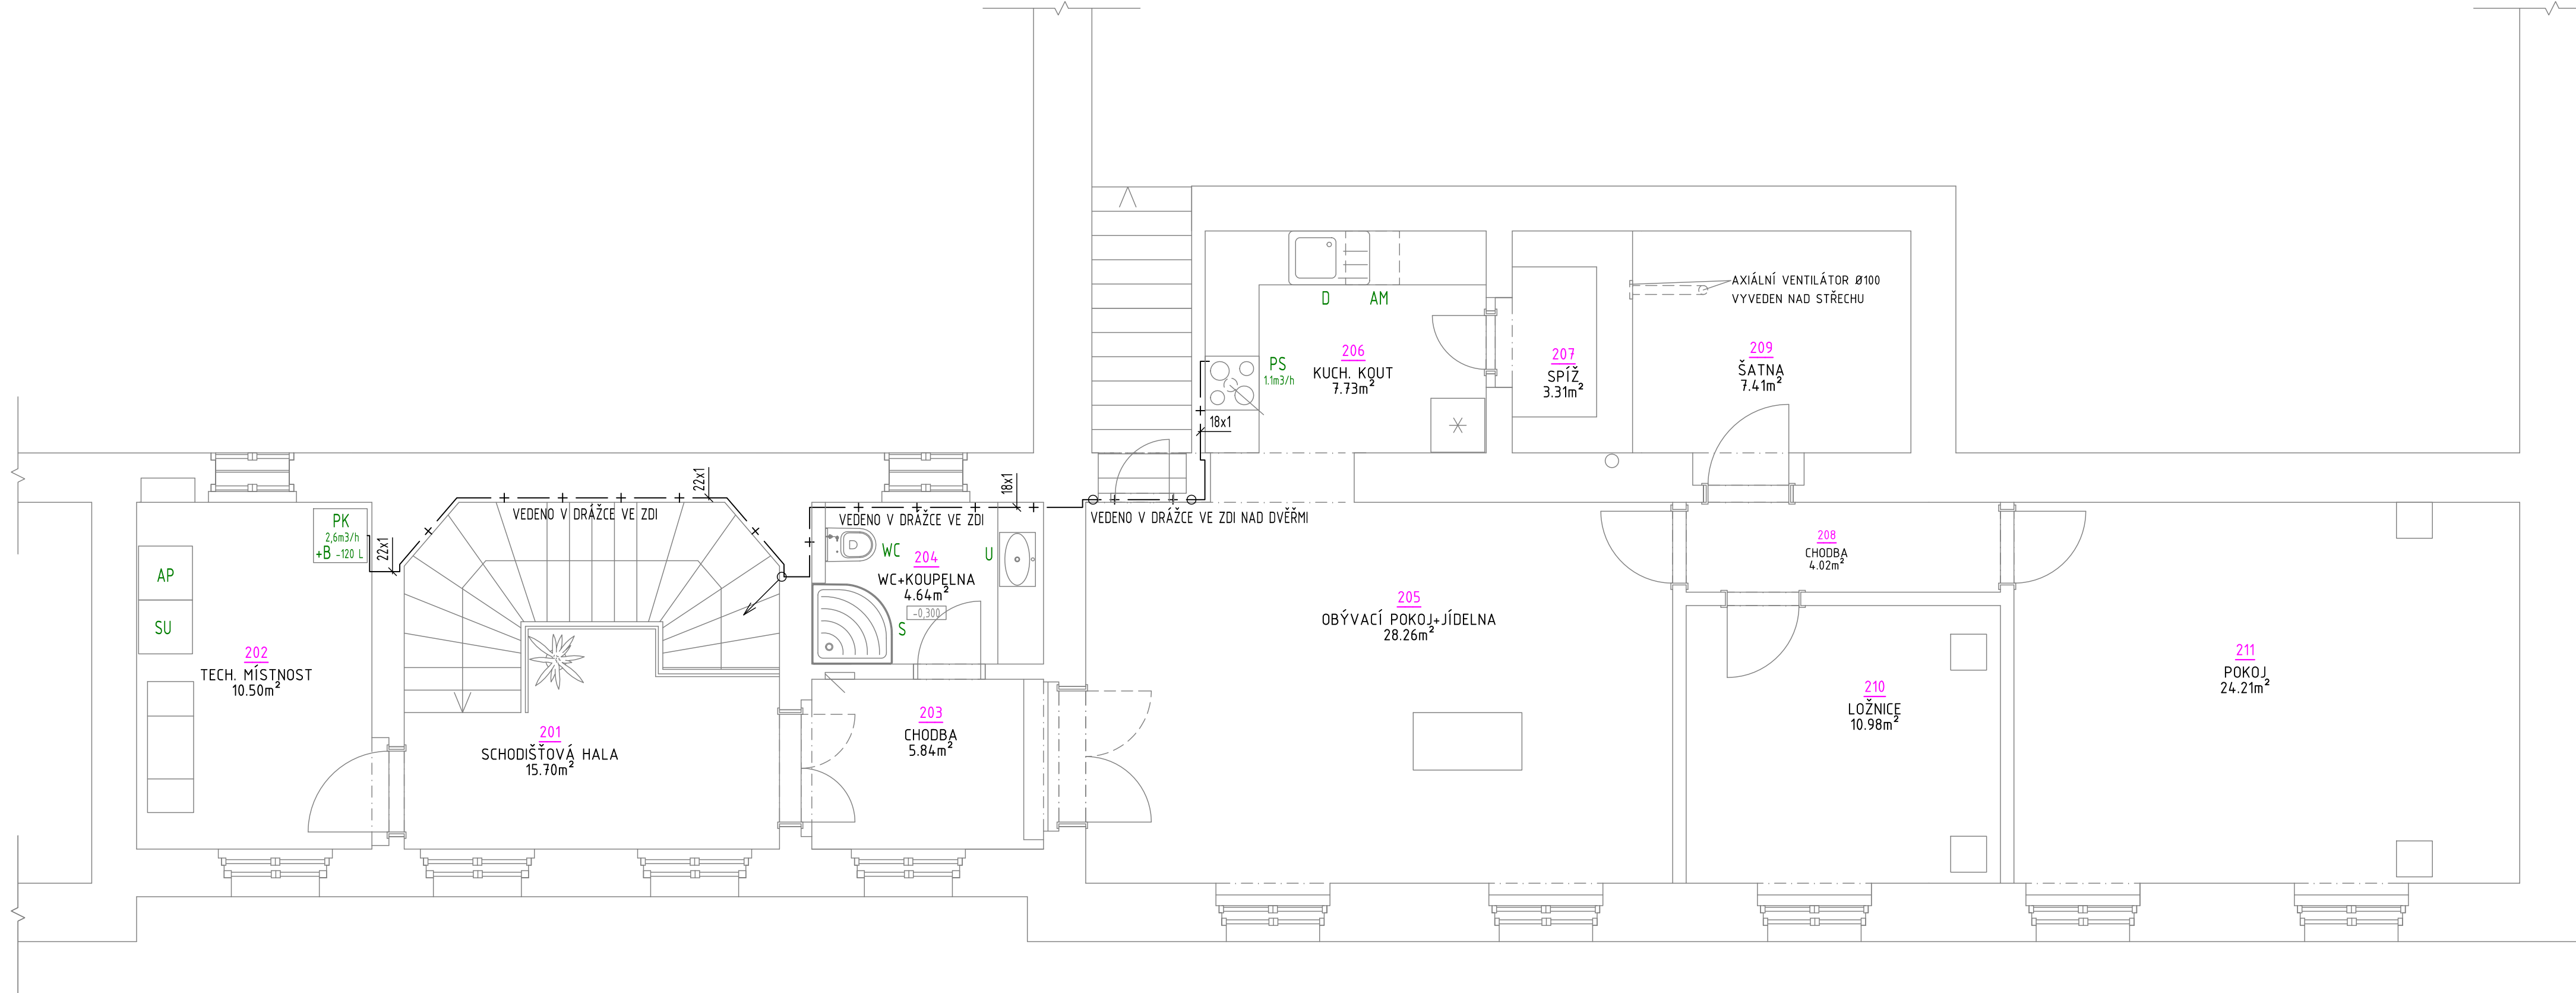 AXIÁLNÍ VENTILÁTOR Ø100
VYVEDEN NAD STŘECHU
D
AM
PS
1.1m3/h
206
KUCH. KOUT
7.73m²
207
SPÍŽ
3.31m²
209
ŠATNA
7.41m²
18x1
22x1
18x1
VEDENO V DRÁŽCE VE ZDI
VEDENO V DRÁŽCE VE ZDI
VEDENO V DRÁŽCE VE ZDI NAD DVĚŘMI
PK
2,6m3/h
+B -120 L
22x1
AP
SU
WC
U
204
WC+KOUPELNA
4.64m²
-0,300
S
208
CHODBA
4.02m²
205
OBÝVACÍ POKOJ+JÍDELNA
28.26m²
202
TECH. MÍSTNOST
10.50m²
211
POKOJ
24.21m²
210
LOŽNICE
10.98m²
203
CHODBA
5.84m²
201
SCHODIŠŤOVÁ HALA
15.70m²